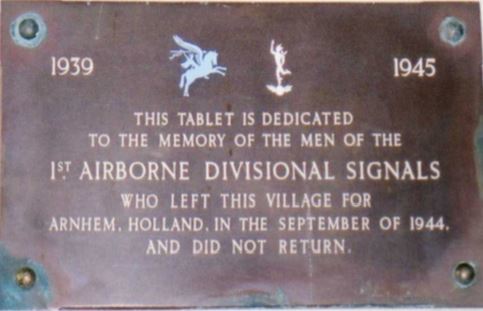 1939 1945
THIS TABLET IS DEDICATED
TO THE MEMORY OF THE MEN OF THE
1ST. AIRBORNE DIVISIONAL SIGNALS
WHO LEFT THIS VILLAGE FOR
ARNHEM, HOLLAND, IN THE SEPTEMBER OF 1944,
AND DID NOT RETURN.